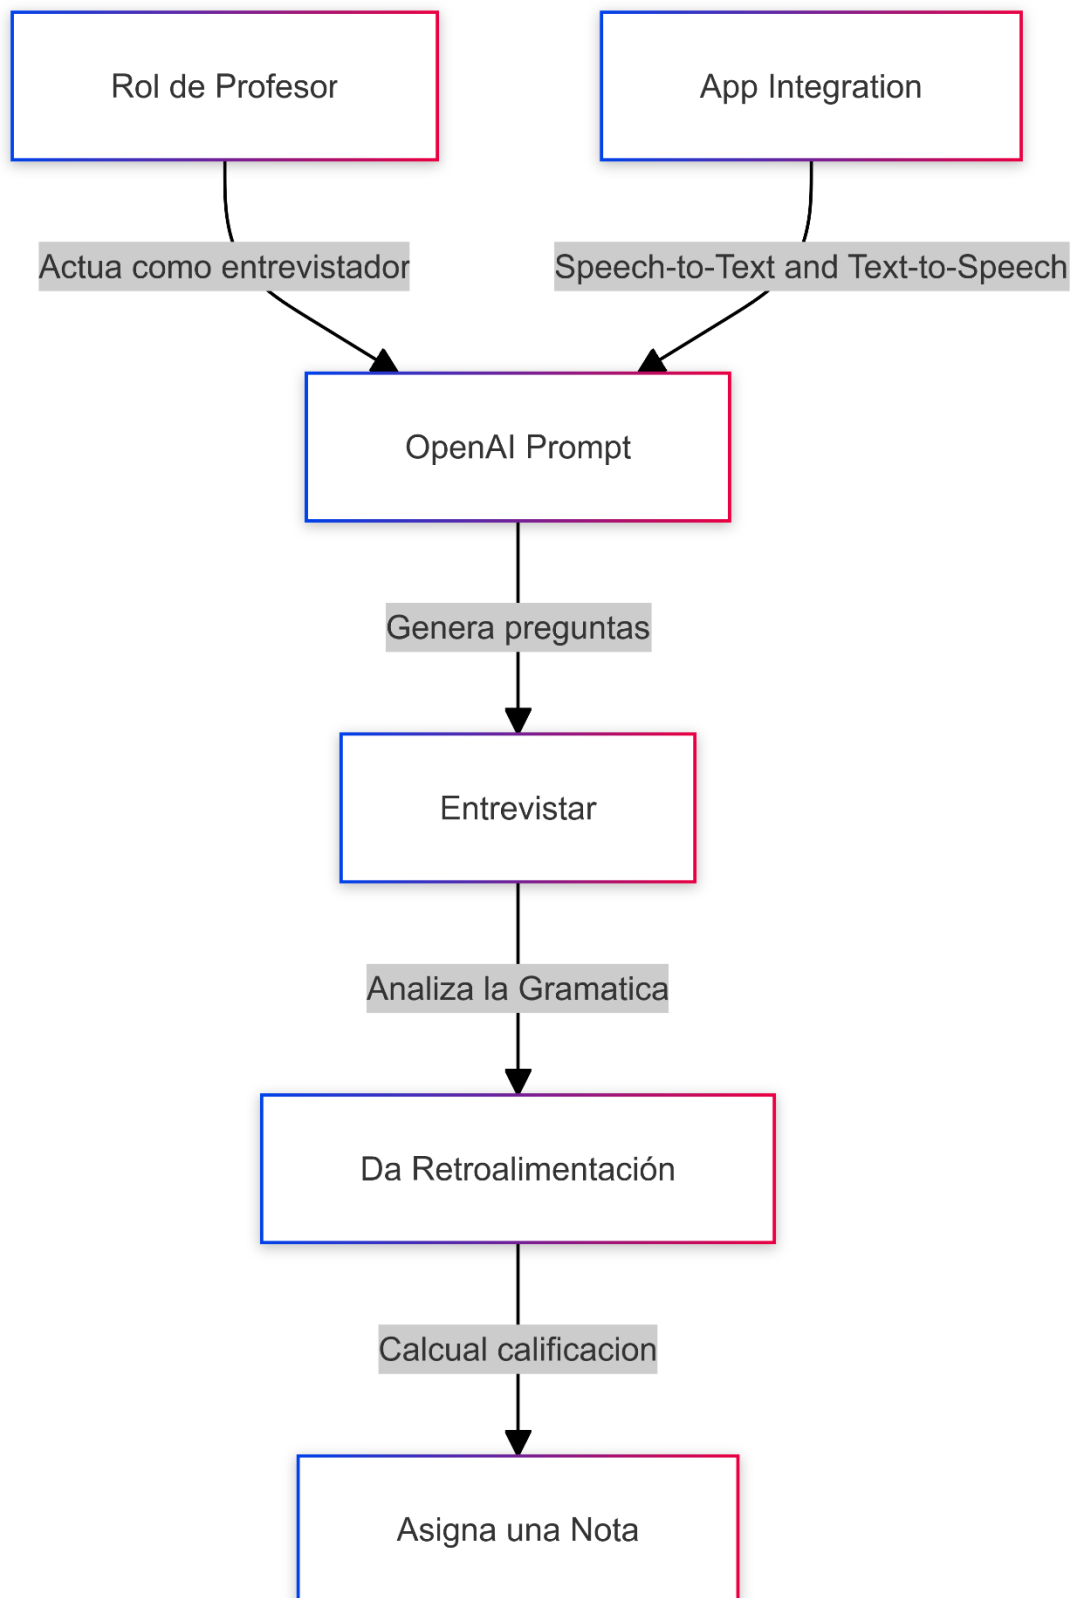 Rol de Profesor
App Integration
Actua como entrevistador
Speech-to-Text and Text-to-Speech
OpenAI Prompt
Genera preguntas
Entrevistar
Analiza la Gramatica
Da Retroalimentación
Calcual calificacion
Asigna una Nota